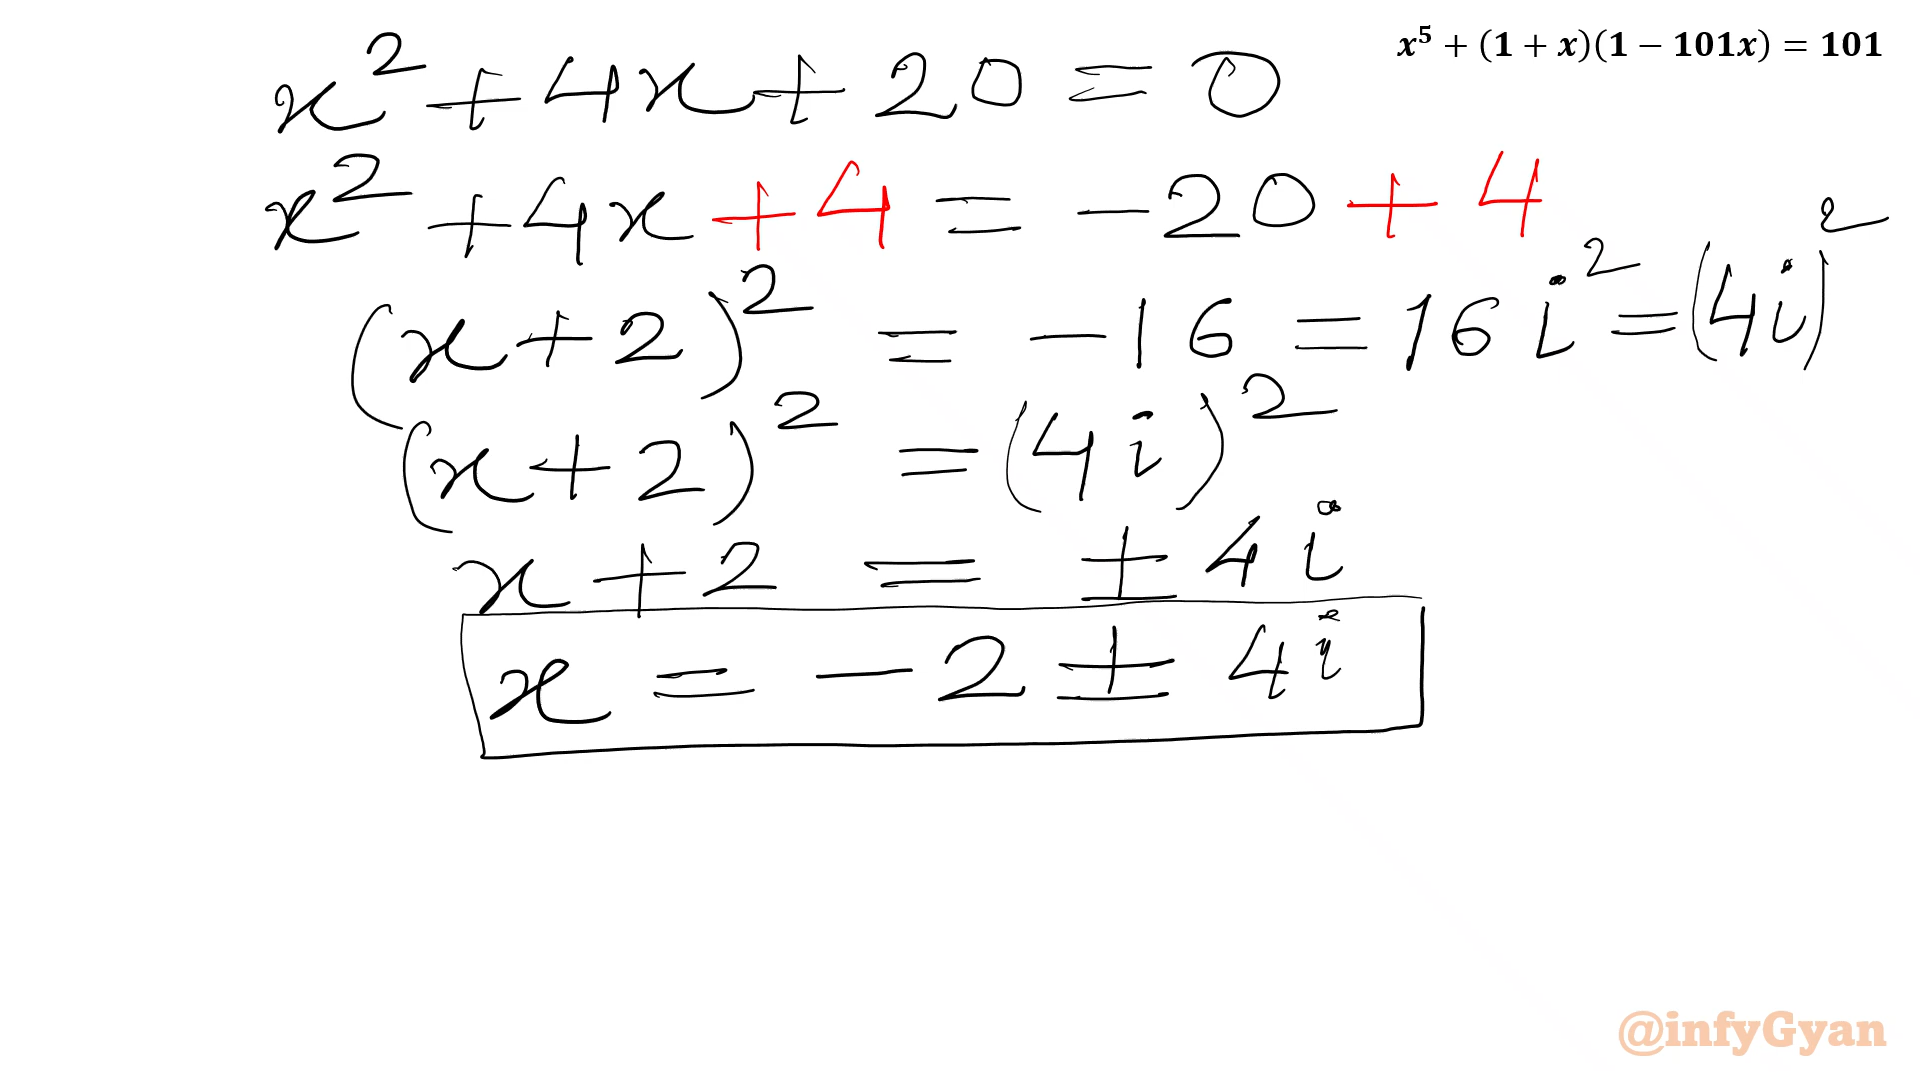 x⁵ + (1 + x)(1 − 101x) = 101
x² + 4x + 20 = 0
x² + 4x + 4 = −20 + 4
(x + 2)² = −16 = 16i² = (4i)²
(x + 2)² = (4i)²
x + 2 = ± 4i
x = −2 ± 4i
@infyGyan